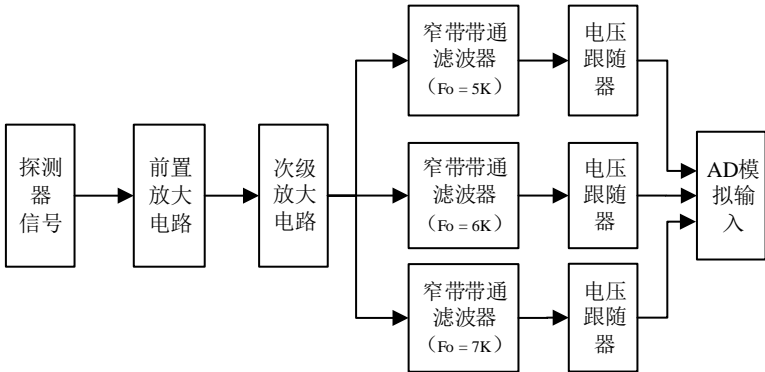 探测
器
信号
前置
放大
电路
次级
放大
电路
窄带带通
滤波器
（Fo = 5K）
电压
跟随
器
窄带带通
滤波器
（Fo = 6K）
电压
跟随
器
窄带带通
滤波器
（Fo = 7K）
电压
跟随
器
AD模
拟输
入